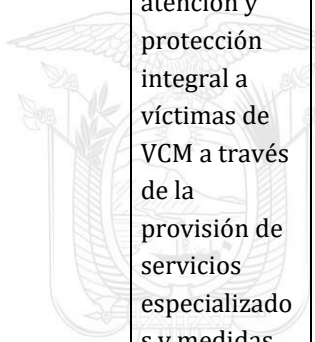 atención y
protección
integral a
víctimas de
VCM a través
de la
provisión de
servicios
especializado
s y medidas